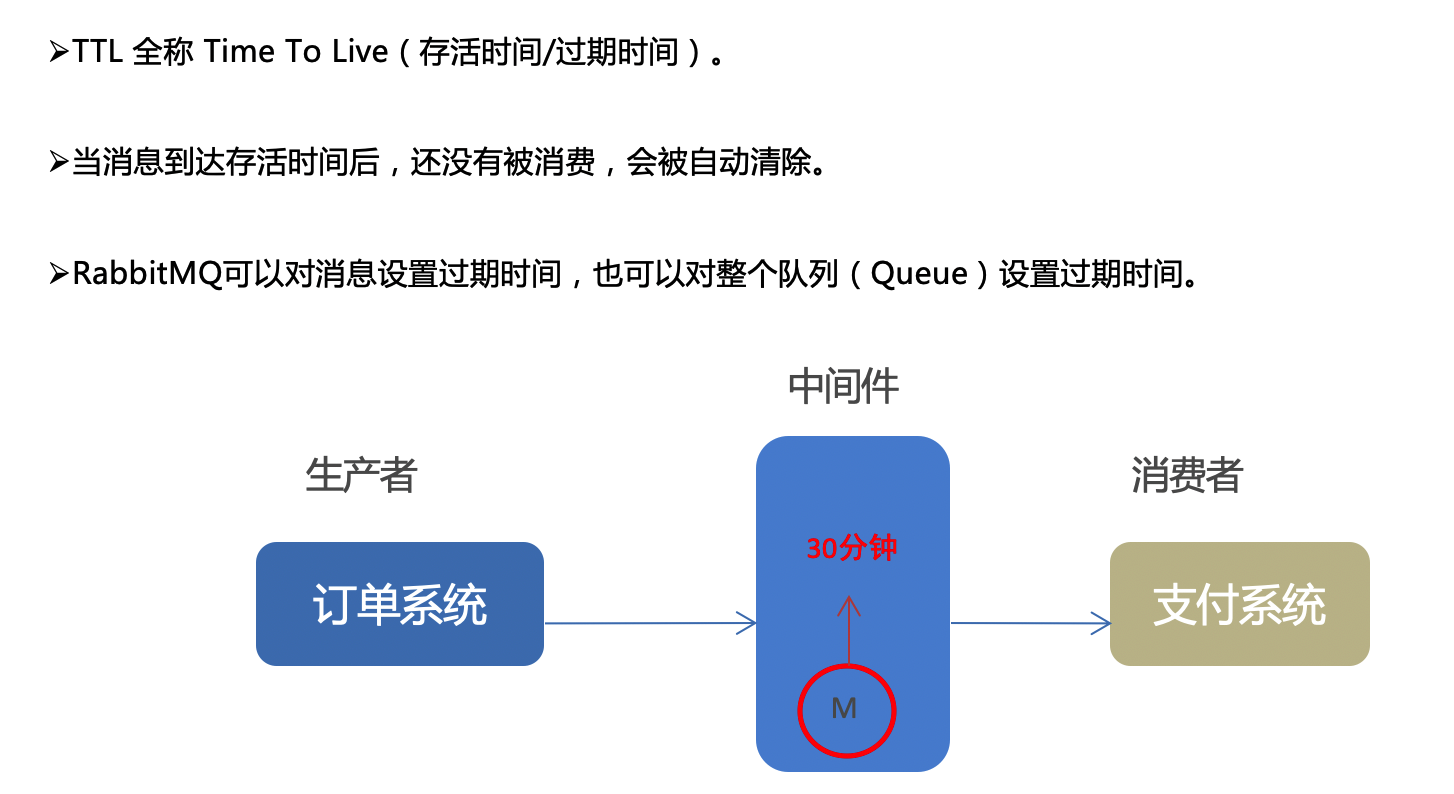 ➢TTL 全称 Time To Live（存活时间/过期时间）。
➢当消息到达存活时间后，还没有被消费，会被自动清除。
➢RabbitMQ可以对消息设置过期时间，也可以对整个队列（Queue）设置过期时间。
中间件
生产者
消费者
30分钟
订单系统
支付系统
M